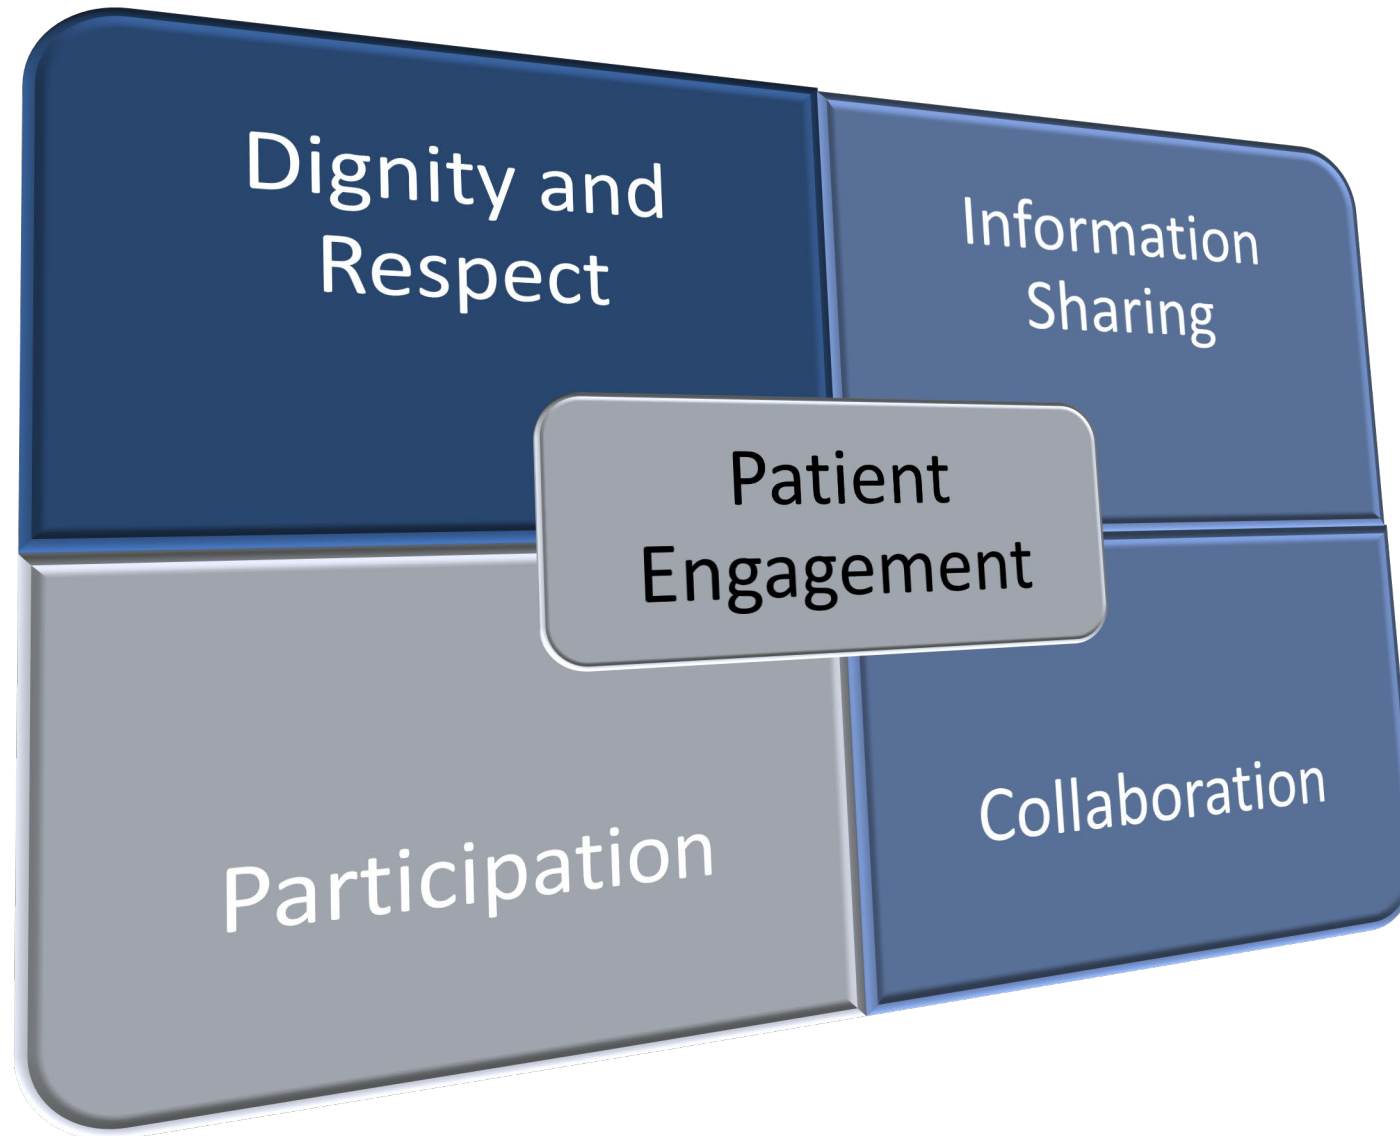 Dignity and
Respect
Information
Sharing
Patient
Engagement
Participation
Collaboration